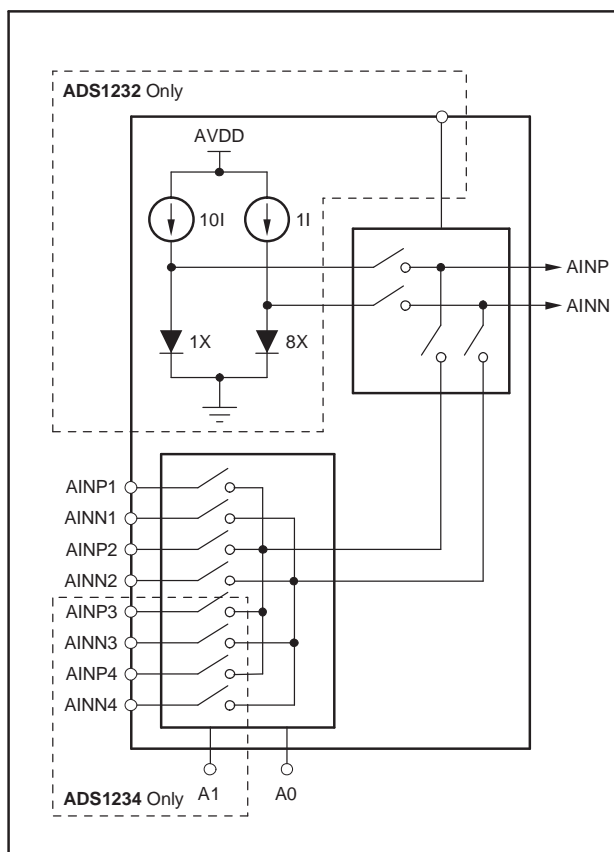 ADS1232 Only
AVDD
10I
1I
AINP
AINN
1X
8X
AINP1
AINN1
AINP2
AINN2
AINP3
AINN3
AINP4
AINN4
A1
A0
ADS1234 Only